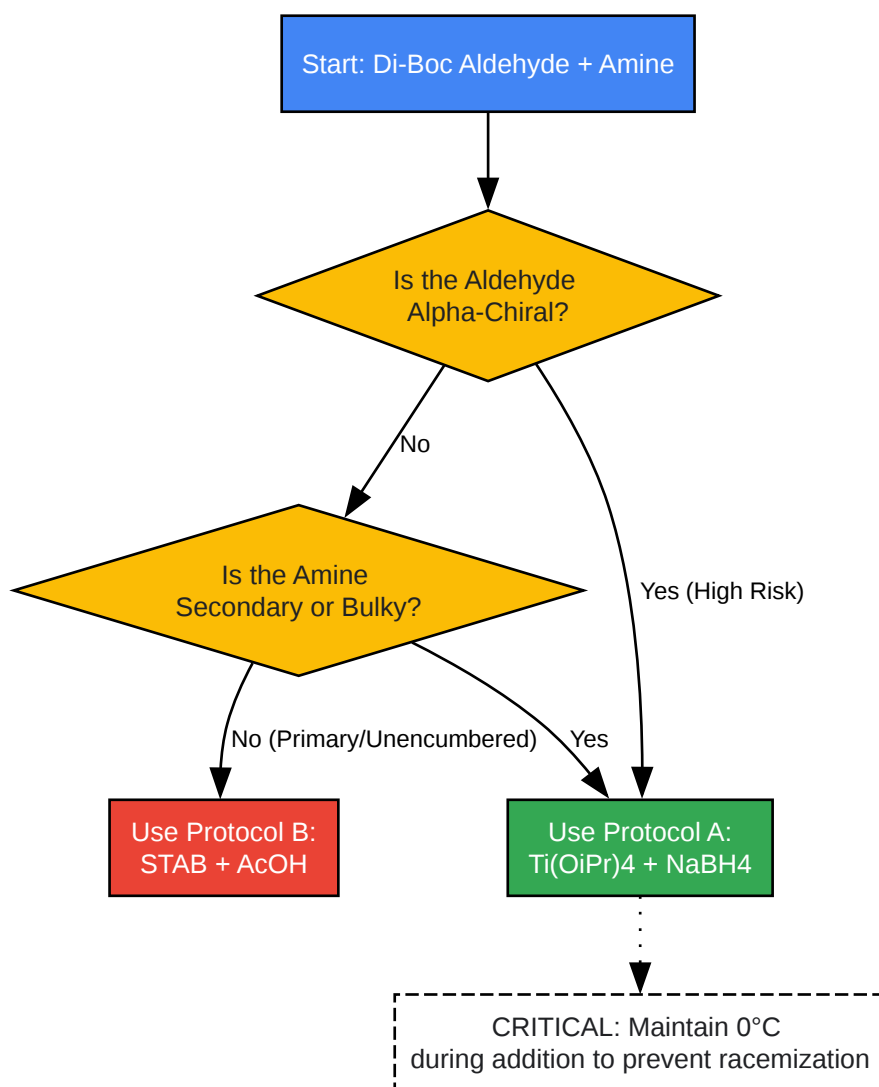 Start: Di-Boc Aldehyde + Amine
Is the Aldehyde
Alpha-Chiral?
No
Yes (High Risk)
Is the Amine
Secondary or Bulky?
No (Primary/Unencumbered)
Yes
Use Protocol B:
STAB + AcOH
Use Protocol A:
Ti(OiPr)4 + NaBH4
CRITICAL: Maintain 0°C
during addition to prevent racemization